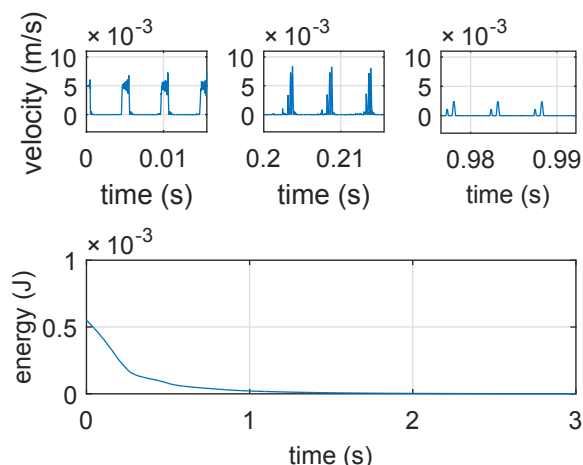 × 10⁻³ × 10⁻³ × 10⁻³
velocity (m/s)
10 10 10
5 5 5
0 0 0
0 0.01 0.2 0.21 0.98 0.99
time (s) time (s) time (s)
× 10⁻³
energy (J)
1
0.5
0
0 1 2 3
time (s)